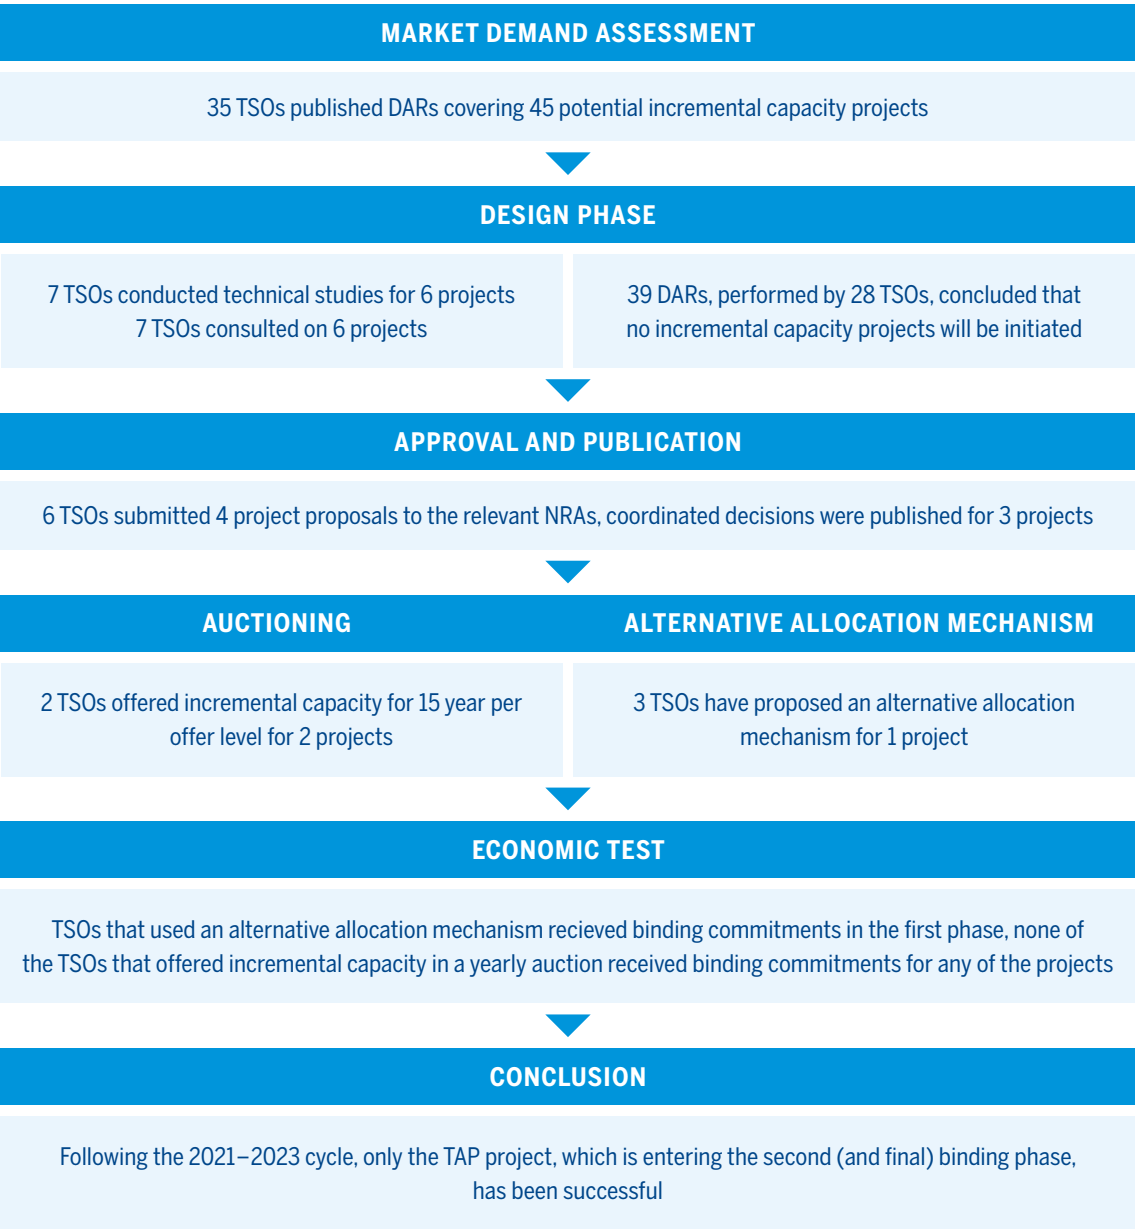 MARKET DEMAND ASSESSMENT
35 TSOs published DARs covering 45 potential incremental capacity projects
DESIGN PHASE
7 TSOs conducted technical studies for 6 projects
7 TSOs consulted on 6 projects
39 DARs, performed by 28 TSOs, concluded that
no incremental capacity projects will be initiated
APPROVAL AND PUBLICATION
6 TSOs submitted 4 project proposals to the relevant NRAs, coordinated decisions were published for 3 projects
AUCTIONING
2 TSOs offered incremental capacity for 15 year per
offer level for 2 projects
ALTERNATIVE ALLOCATION MECHANISM
3 TSOs have proposed an alternative allocation
mechanism for 1 project
ECONOMIC TEST
TSOs that used an alternative allocation mechanism recieved binding commitments in the first phase, none of
the TSOs that offered incremental capacity in a yearly auction received binding commitments for any of the projects
CONCLUSION
Following the 2021–2023 cycle, only the TAP project, which is entering the second (and final) binding phase,
has been successful